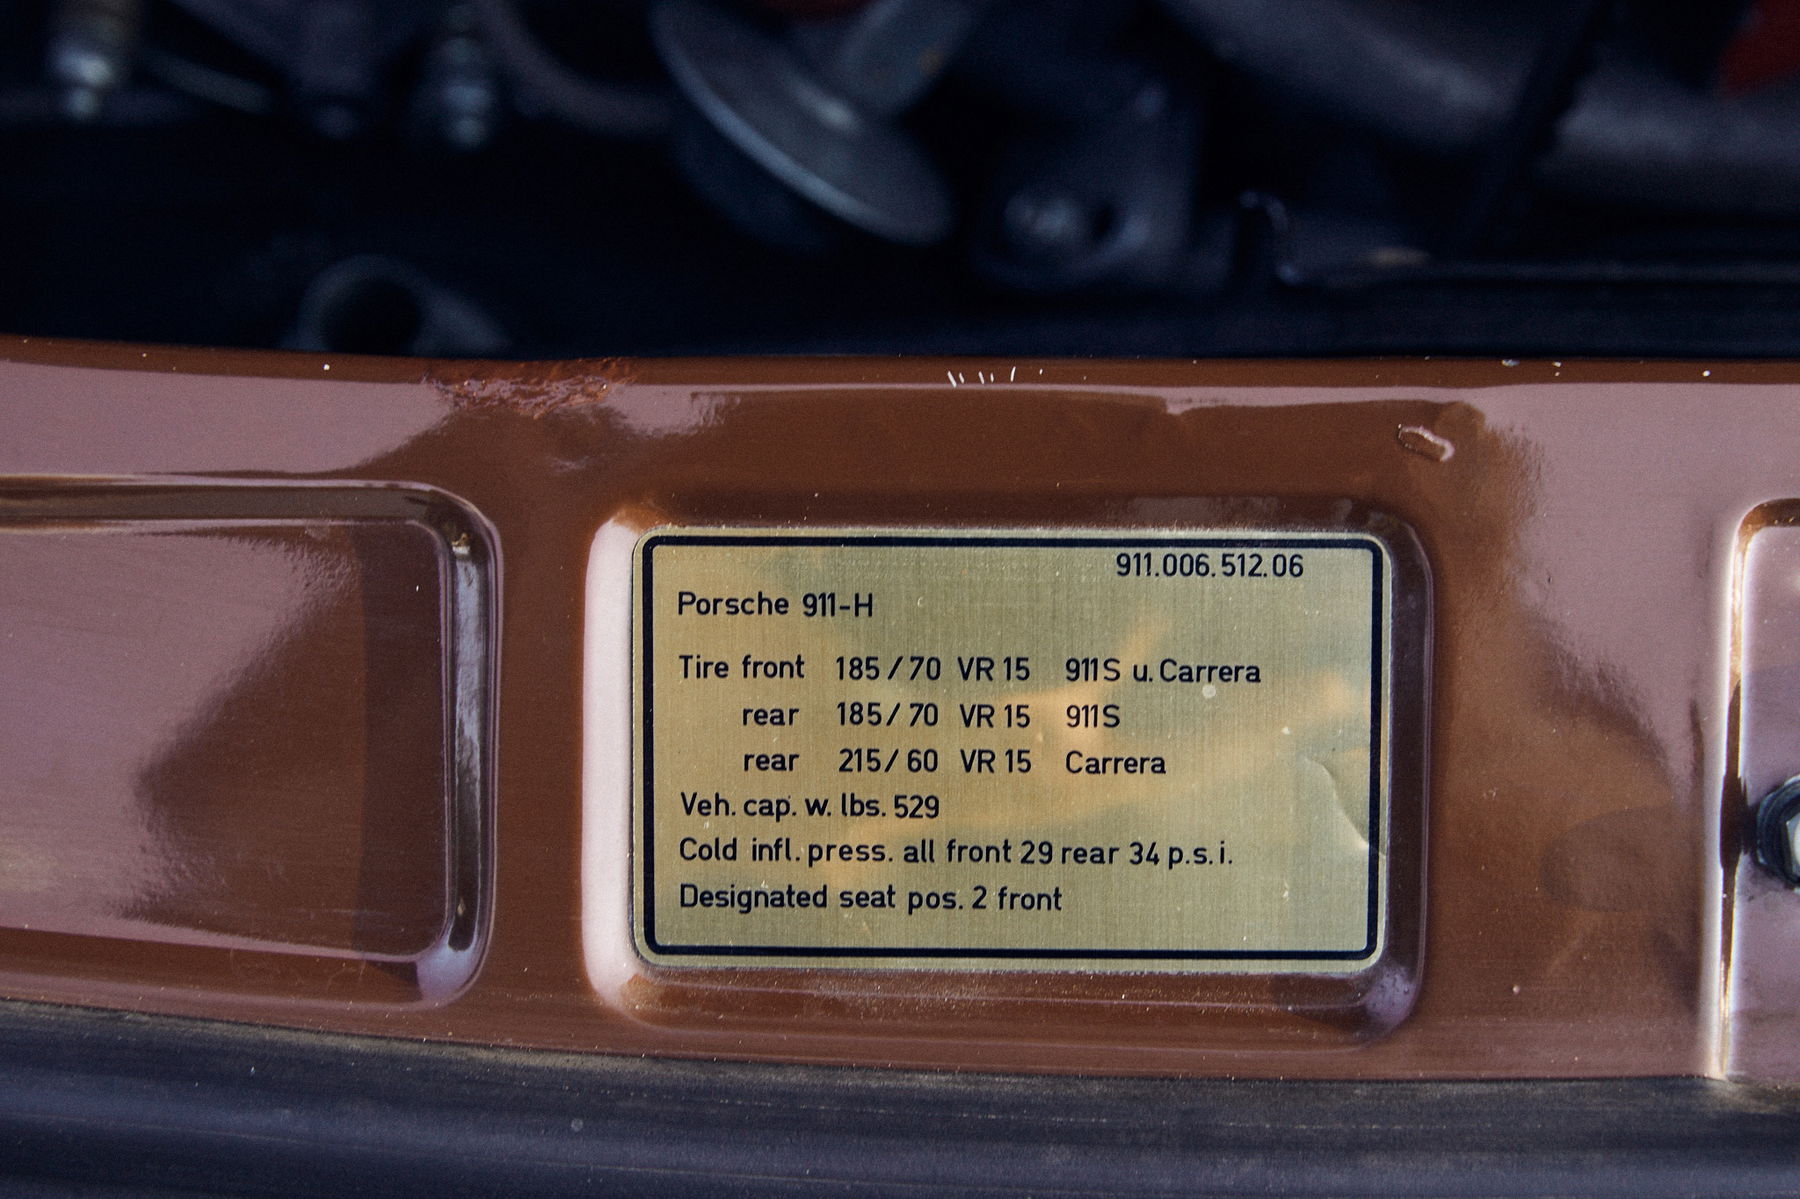 911.006.512.06
Porsche 911-H
Tire front 185/70 VR 15 911S u. Carrera
rear 185/70 VR 15 911S
rear 215/60 VR 15 Carrera
Veh. cap. w. lbs. 529
Cold infl. press. all front 29 rear 34 p.s.i.
Designated seat pos. 2 front